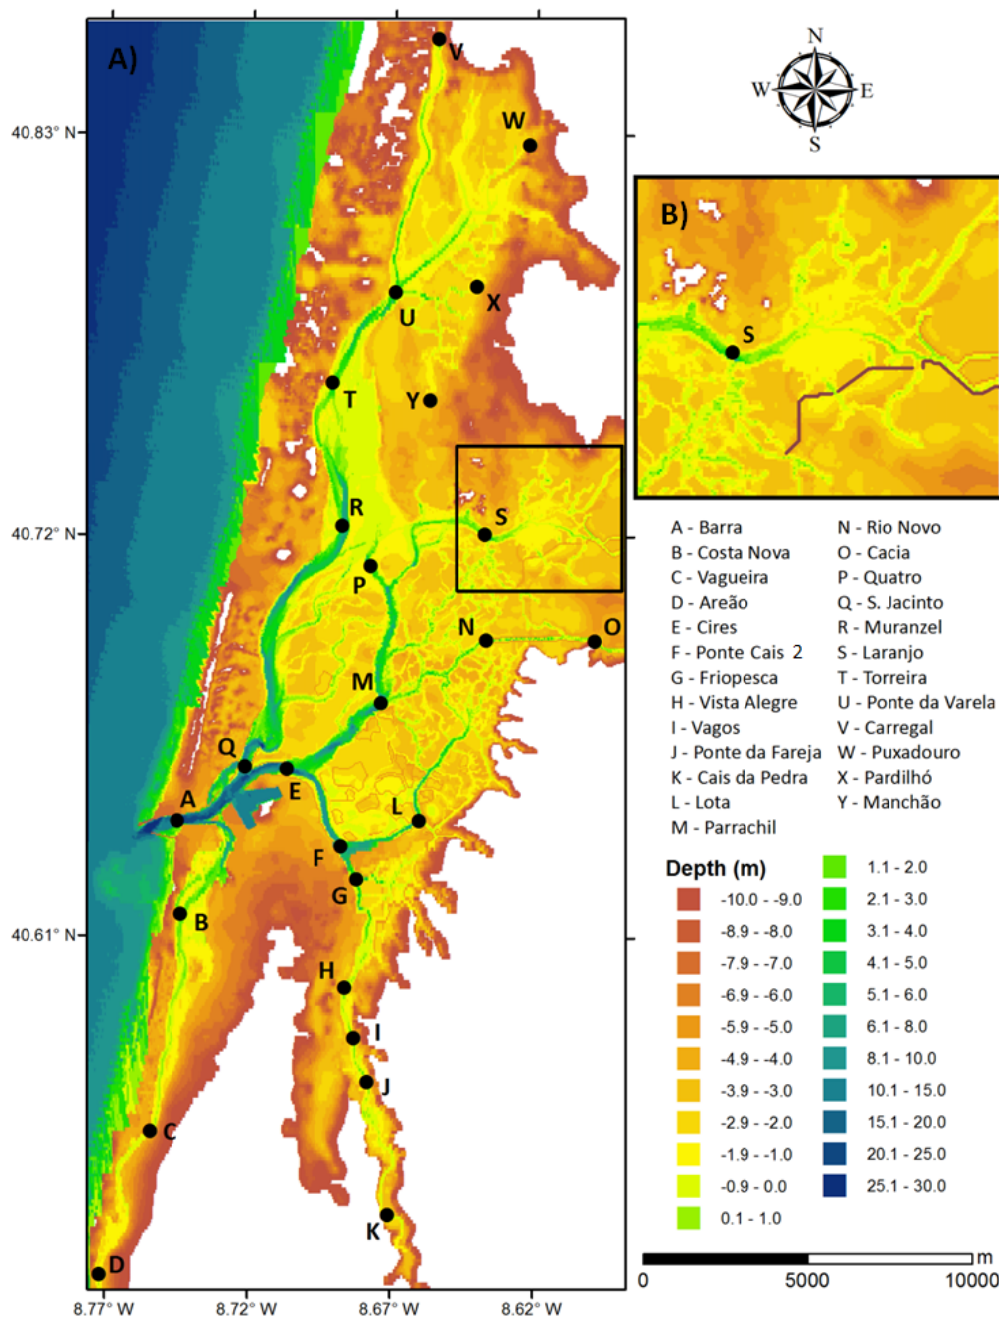 A)
V
W
N
W
E
S
B)
S
U
X
T
Y
R
S
P
N
O
M
Q
E
A
L
F
G
B
H
I
J
C
K
D
40.83° N
40.72° N
40.61° N
8.77° W
8.72° W
8.67° W
8.62° W
A - Barra
B - Costa Nova
C - Vagueira
D - Areão
E - Cires
F - Ponte Cais 2
G - Friopesca
H - Vista Alegre
I - Vagos
J - Ponte da Fareja
K - Cais da Pedra
L - Lota
M - Parrachil
N - Rio Novo
O - Cacia
P - Quatro
Q - S. Jacinto
R - Muranzel
S - Laranjo
T - Torreira
U - Ponte da Varela
V - Carregal
W - Puxadouro
X - Pardilhó
Y - Manchão
Depth (m)
-10.0 - -9.0
-8.9 - -8.0
-7.9 - -7.0
-6.9 - -6.0
-5.9 - -5.0
-4.9 - -4.0
-3.9 - -3.0
-2.9 - -2.0
-1.9 - -1.0
-0.9 - 0.0
0.1 - 1.0
1.1 - 2.0
2.1 - 3.0
3.1 - 4.0
4.1 - 5.0
5.1 - 6.0
6.1 - 8.0
8.1 - 10.0
10.1 - 15.0
15.1 - 20.0
20.1 - 25.0
25.1 - 30.0
m
0 5000 10000